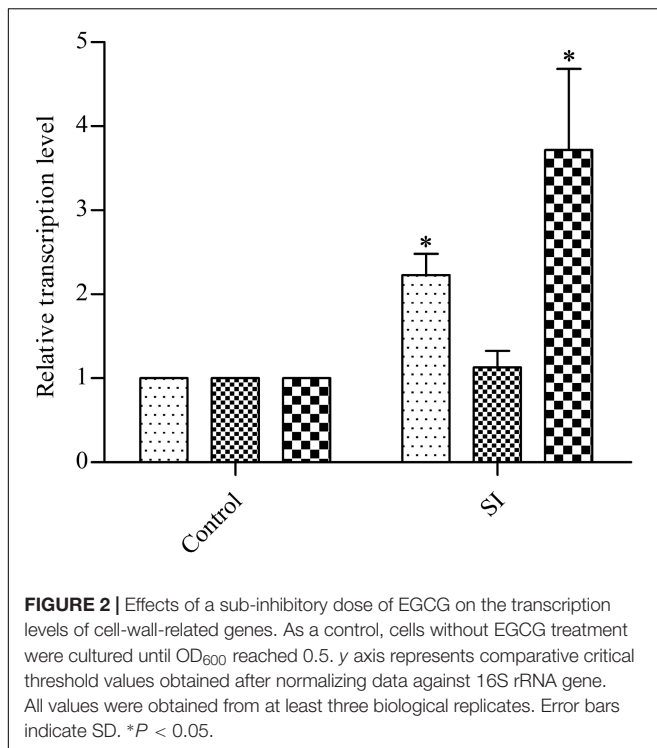 5
4
3
2
1
0
Relative transcription level
*
*
Control
SI
FIGURE 2 | Effects of a sub-inhibitory dose of EGCG on the transcription
levels of cell-wall-related genes. As a control, cells without EGCG treatment
were cultured until OD600 reached 0.5. y axis represents comparative critical
threshold values obtained after normalizing data against 16S rRNA gene.
All values were obtained from at least three biological replicates. Error bars
indicate SD. *P < 0.05.